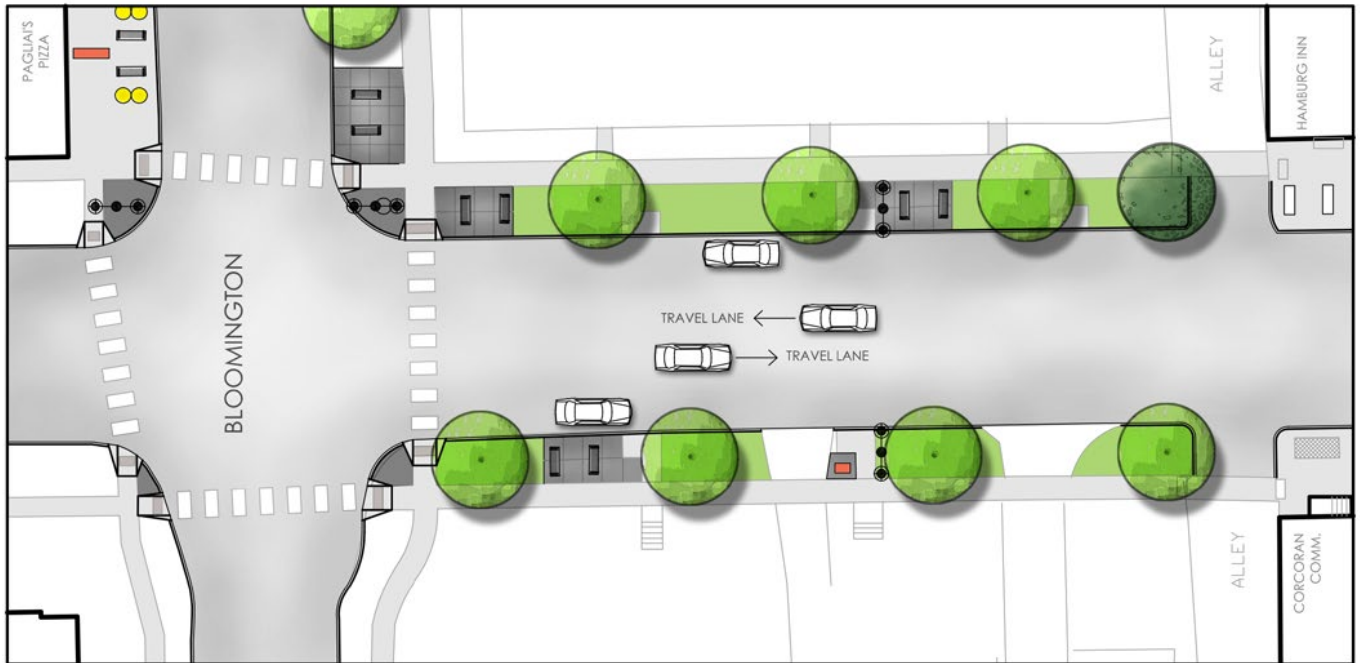 PAGLIAI'S
PIZZA
BLOOMINGTON
TRAVEL LANE
TRAVEL LANE
ALLEY
HAMBURG INN
ALLEY
CORCORAN
COMM.